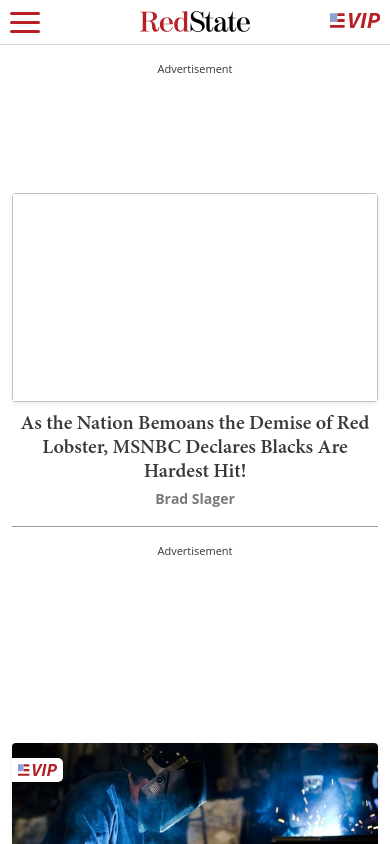 RedState
VIP
Advertisement
As the Nation Bemoans the Demise of Red
Lobster, MSNBC Declares Blacks Are
Hardest Hit!
Brad Slager
Advertisement
VIP